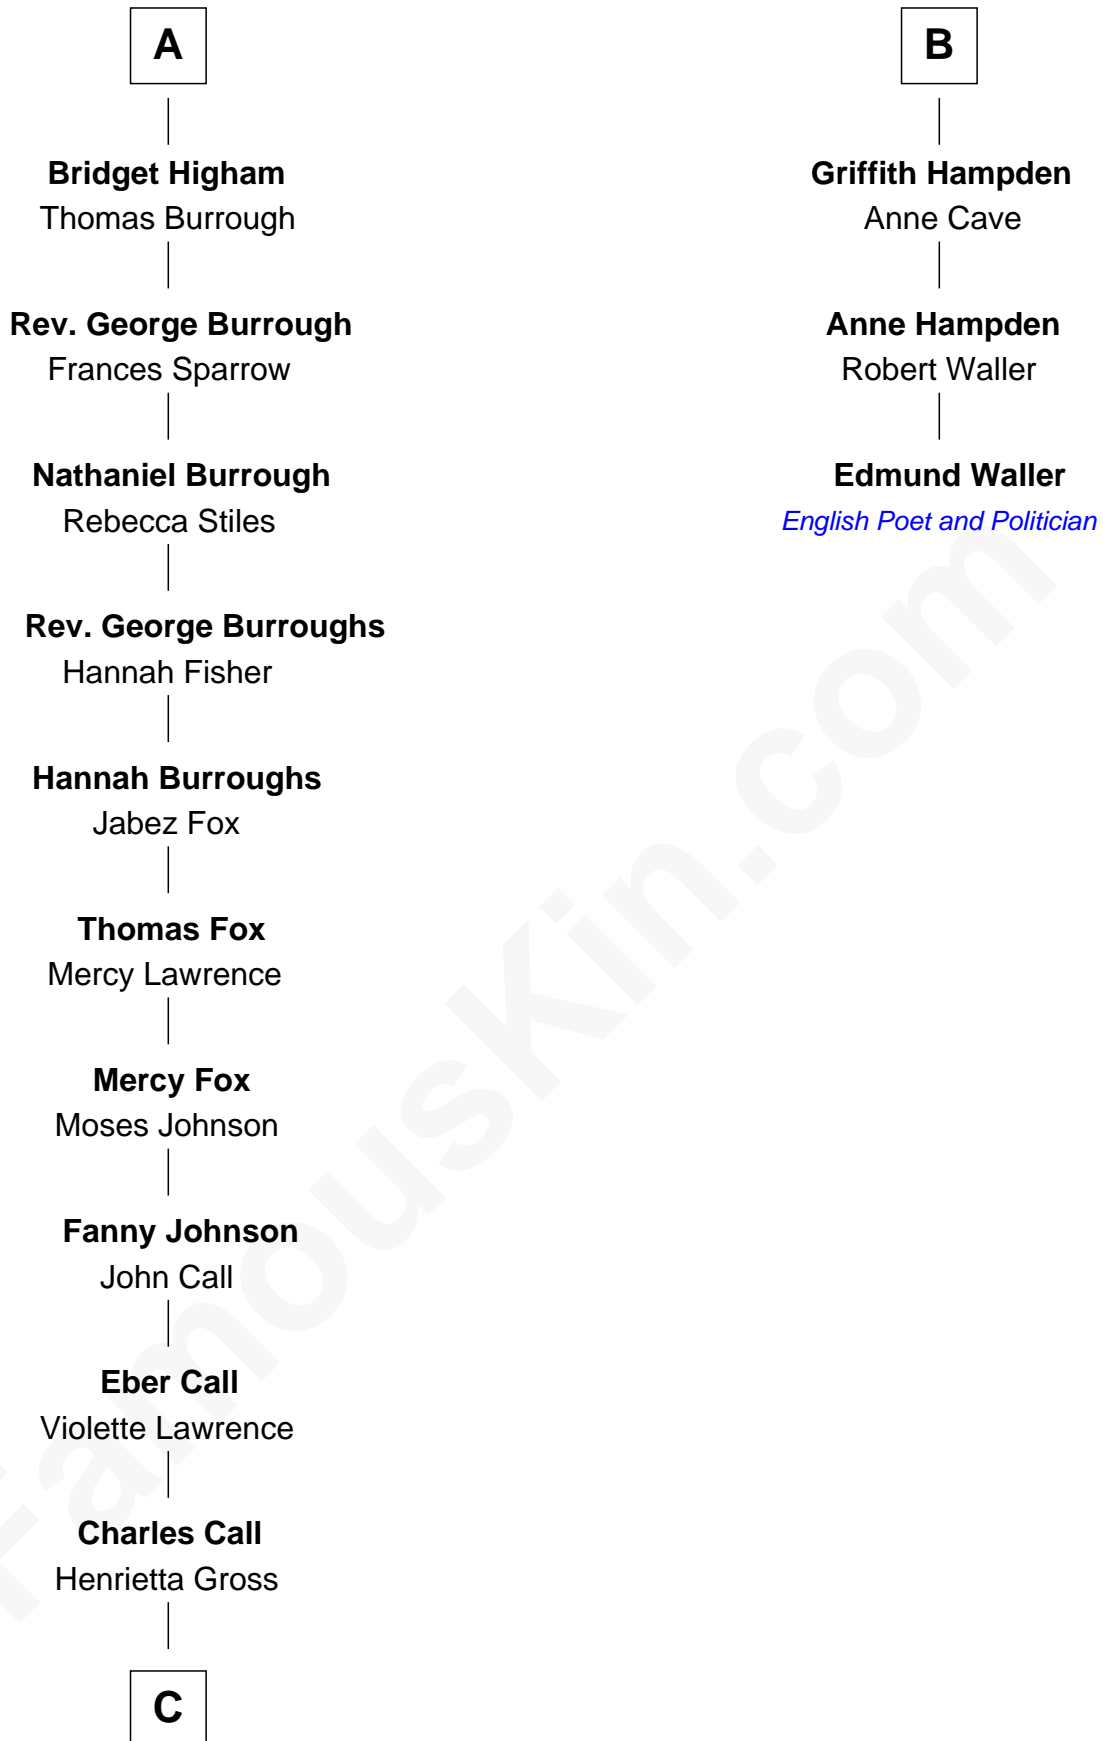 A
Bridget Higham
Thomas Burrough
Rev. George Burrough
Frances Sparrow
Nathaniel Burrough
Rebecca Stiles
Rev. George Burroughs
Hannah Fisher
Hannah Burroughs
Jabez Fox
Thomas Fox
Mercy Lawrence
Mercy Fox
Moses Johnson
Fanny Johnson
John Call
Eber Call
Violette Lawrence
Charles Call
Henrietta Gross
C
B
Griffith Hampden
Anne Cave
Anne Hampden
Robert Waller
Edmund Waller
English Poet and Politician
FamousKin.com